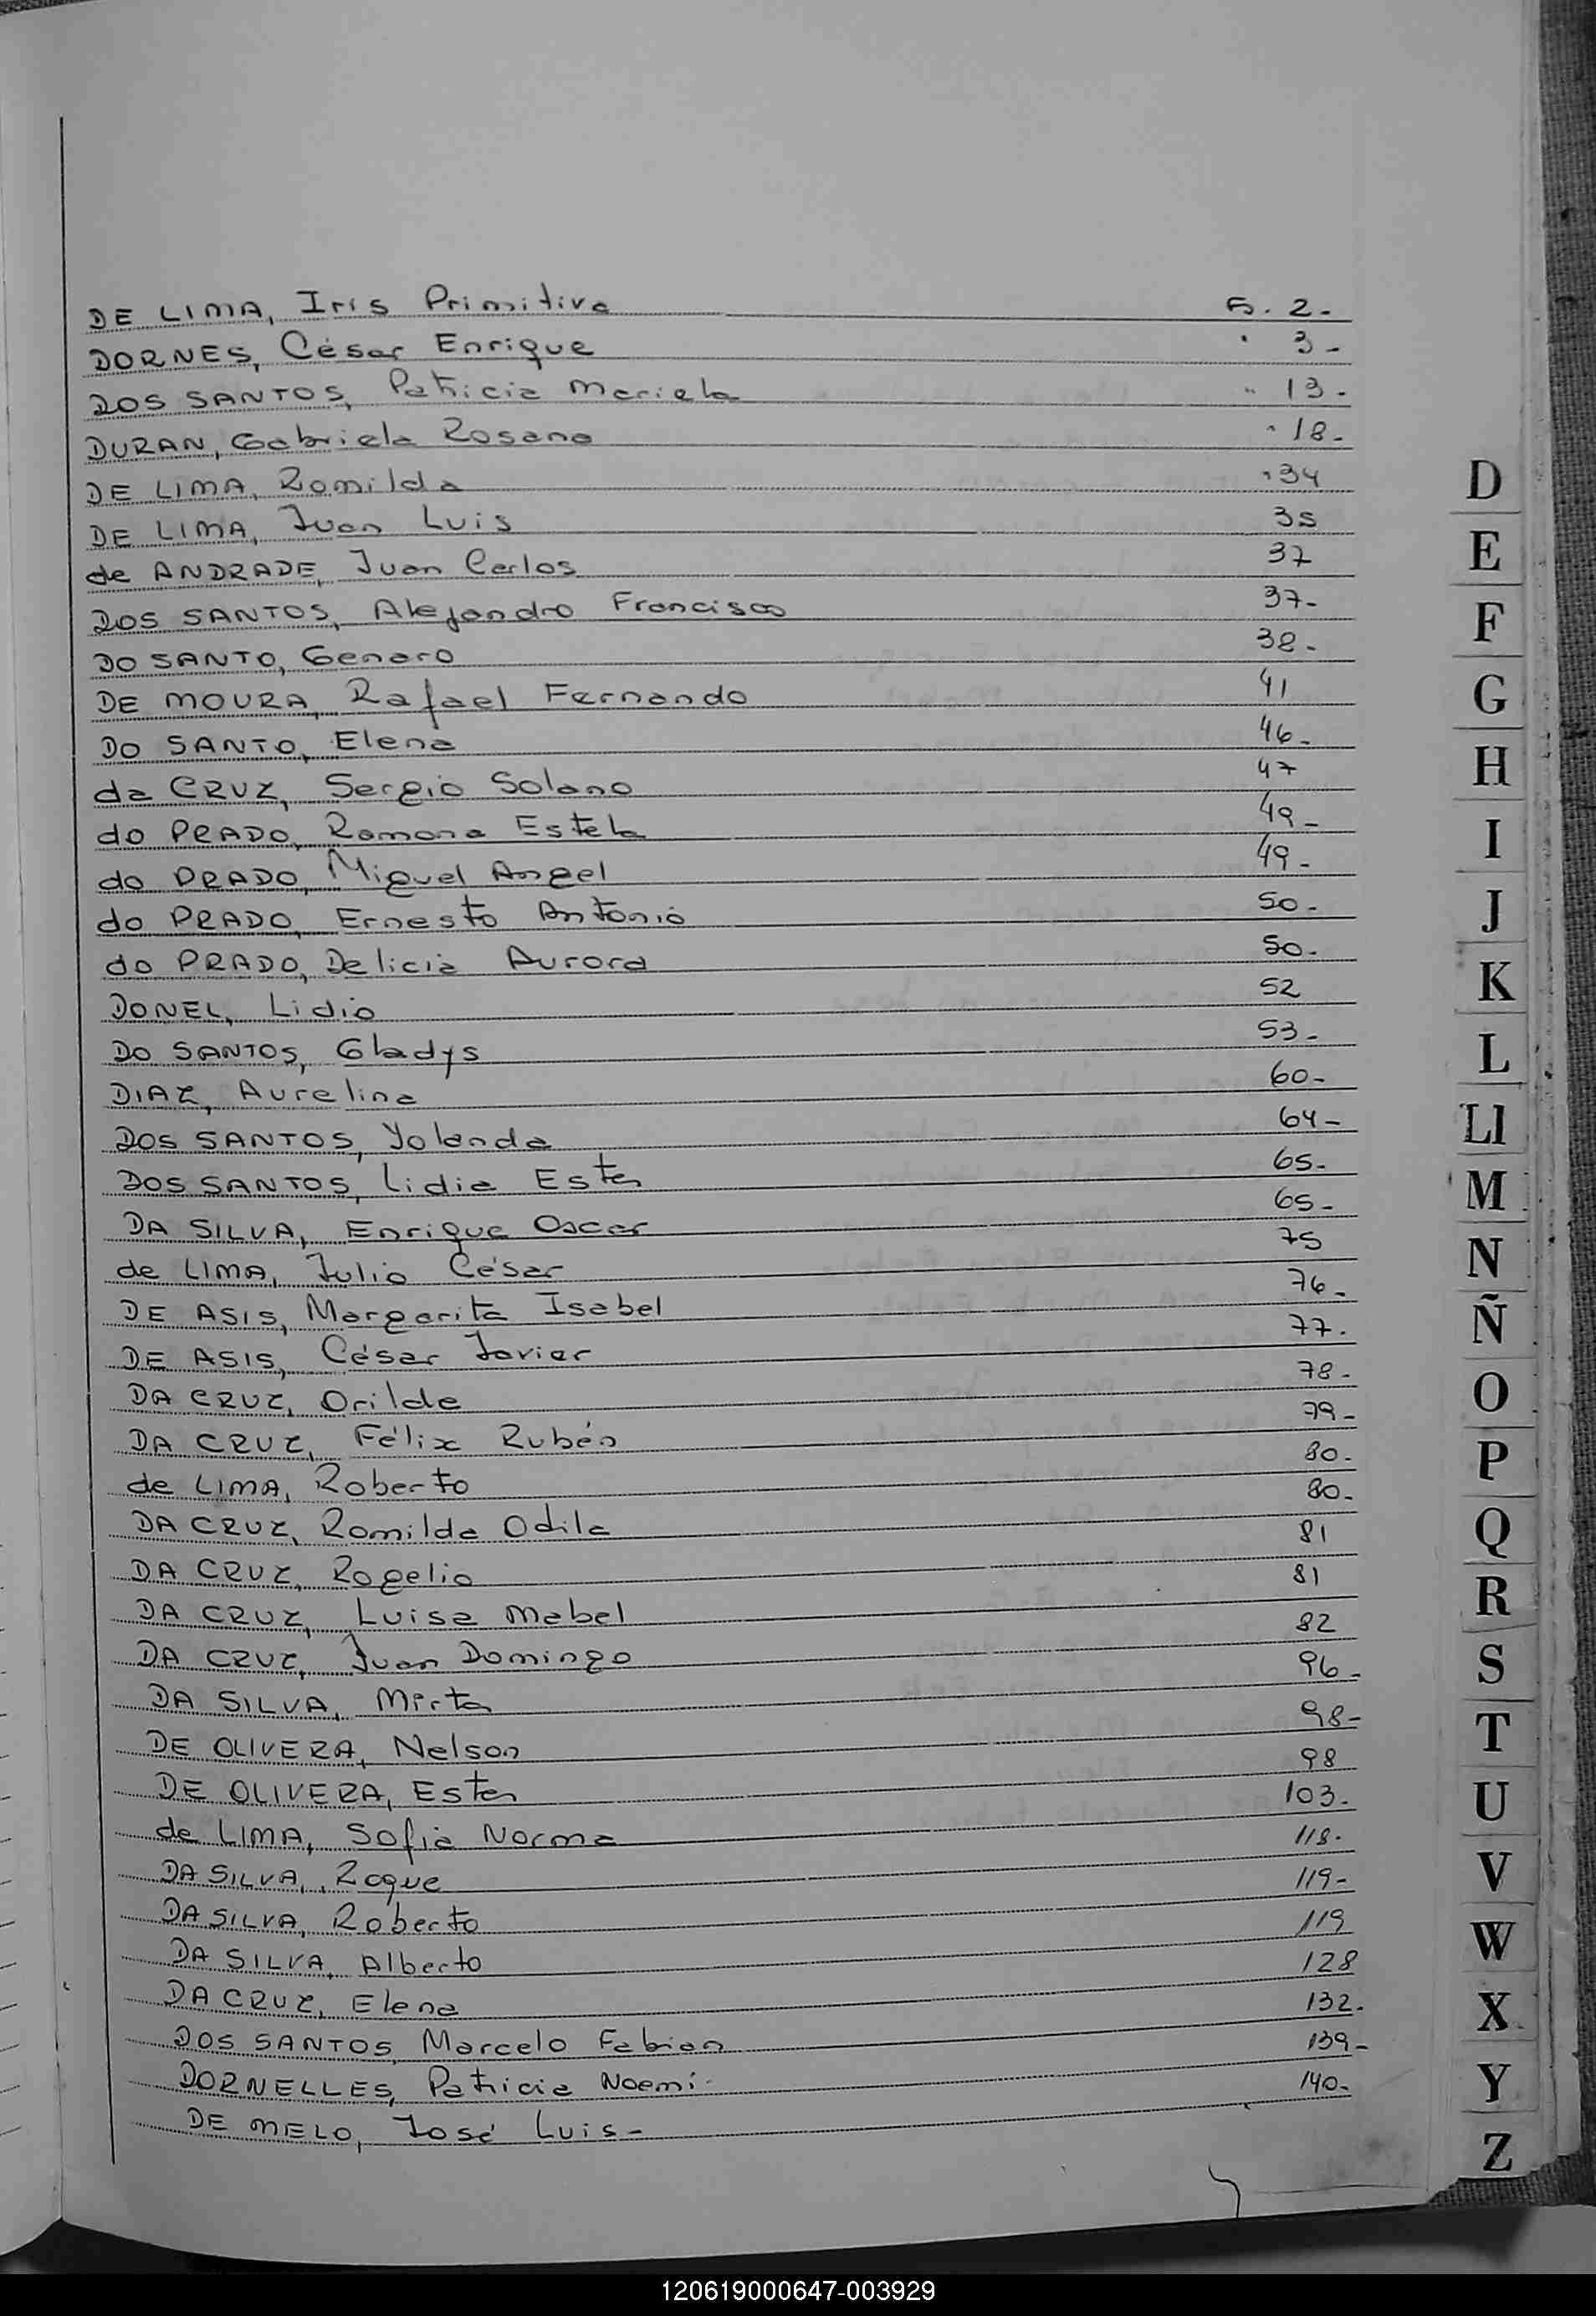 DE LIMA, Iris Primitiva F. 2-
DORNES, César Enrique " 3-
DOS SANTOS, Patricia Mariela " 13-
DURAN, Gabriela Rosana " 18-
DE LIMA, Romilda " 34
DE LIMA, Juan Luis 35
de ANDRADE, Juan Carlos 37
DOS SANTOS, Alejandro Francisco 37-
DO SANTO, Genaro 38-
DE MOURA, Rafael Fernando 41
DO SANTO, Elena 46-
da CRUZ, Sergio Solano 47
do PRADO, Ramona Estela 49-
do PRADO, Miguel Angel 49-
do PRADO, Ernesto Antonio 50-
do PRADO, Delicia Aurora 50-
DONEL, Lidio 52
DO SANTOS, Gladys 53-
DIAZ, Aurelina 60-
DOS SANTOS, Yolanda 64-
DOS SANTOS, Lidia Ester 65-
DA SILVA, Enrique Oscar 65-
de LIMA, Julio César 75
DE ASIS, Margarita Isabel 76-
DE ASIS, César Javier 77-
DA CRUZ, Orilde 78-
DA CRUZ, Félix Rubén 79-
de LIMA, Roberto 80-
DA CRUZ, Romilda Odila 80-
DA CRUZ, Rogelio 81
DA CRUZ, Luisa Mabel 81
DA CRUZ, Juan Domingo 82
DA SILVA, Mirta 96-
DE OLIVERA, Nelson 98-
DE OLIVERA, Ester 98
de LIMA, Sofia Norma 103-
DA SILVA, Roque 118-
DA SILVA, Roberto 119-
DA SILVA, Alberto 119
DA CRUZ, Elena 128
DOS SANTOS, Marcelo Fabian 132-
DORNELLES, Patricia Noemí- 139-
DE MELO, José Luis- 140-
D
E
F
G
H
I
J
K
L
Ll
M
N
Ñ
O
P
Q
R
S
T
U
V
W
X
Y
Z
120619000647-003929